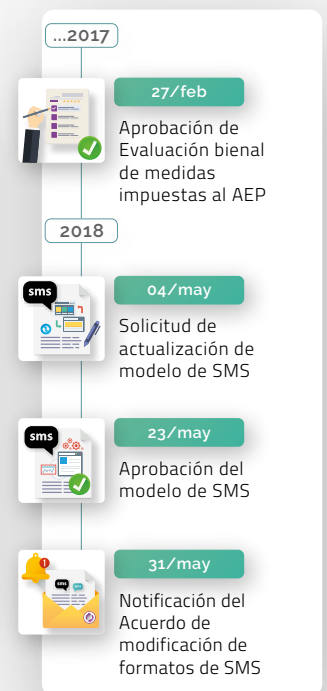 ...2017
27/feb
Aprobación de
Evaluación bienal
de medidas
impuestas al AEP
2018
sms
04/may
Solicitud de
actualización de
modelo de SMS
sms
23/may
Aprobación del
modelo de SMS
31/may
Notificación del
Acuerdo de
modificación de
formatos de SMS